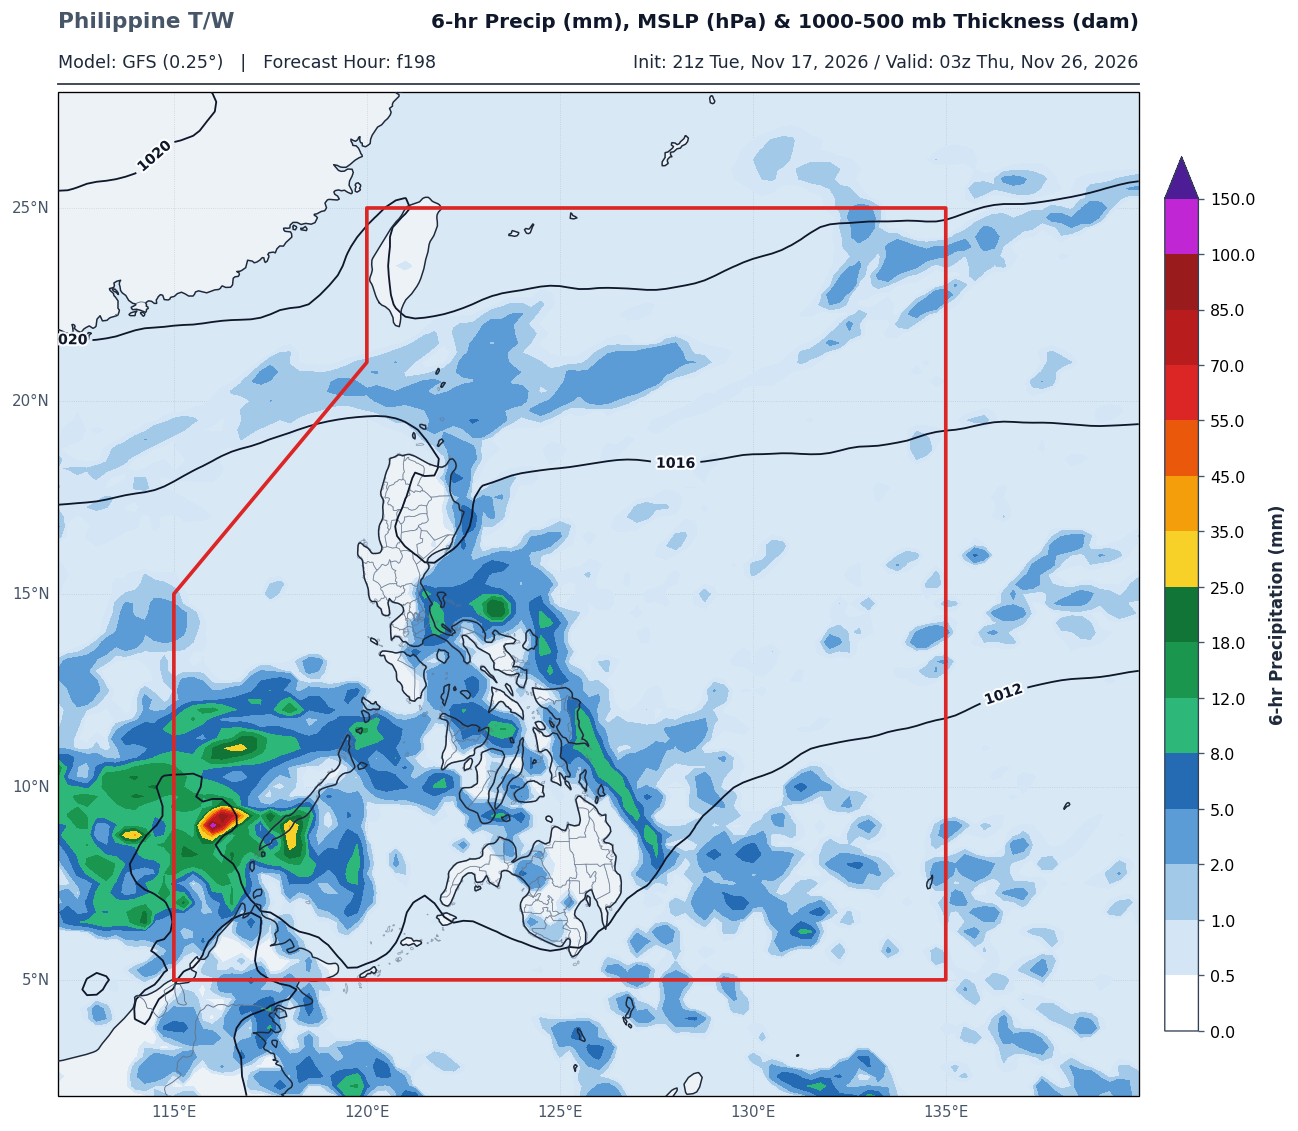 Philippine T/W
6-hr Precip (mm), MSLP (hPa) & 1000-500 mb Thickness (dam)
Model: GFS (0.25°) | Forecast Hour: f198
Init: 21z Tue, Nov 17, 2026 / Valid: 03z Thu, Nov 26, 2026
1020
020
1016
1012
25°N
20°N
15°N
10°N
5°N
115°E
120°E
125°E
130°E
135°E
150.0
100.0
85.0
70.0
55.0
45.0
35.0
25.0
18.0
12.0
8.0
5.0
2.0
1.0
0.5
0.0
6-hr Precipitation (mm)